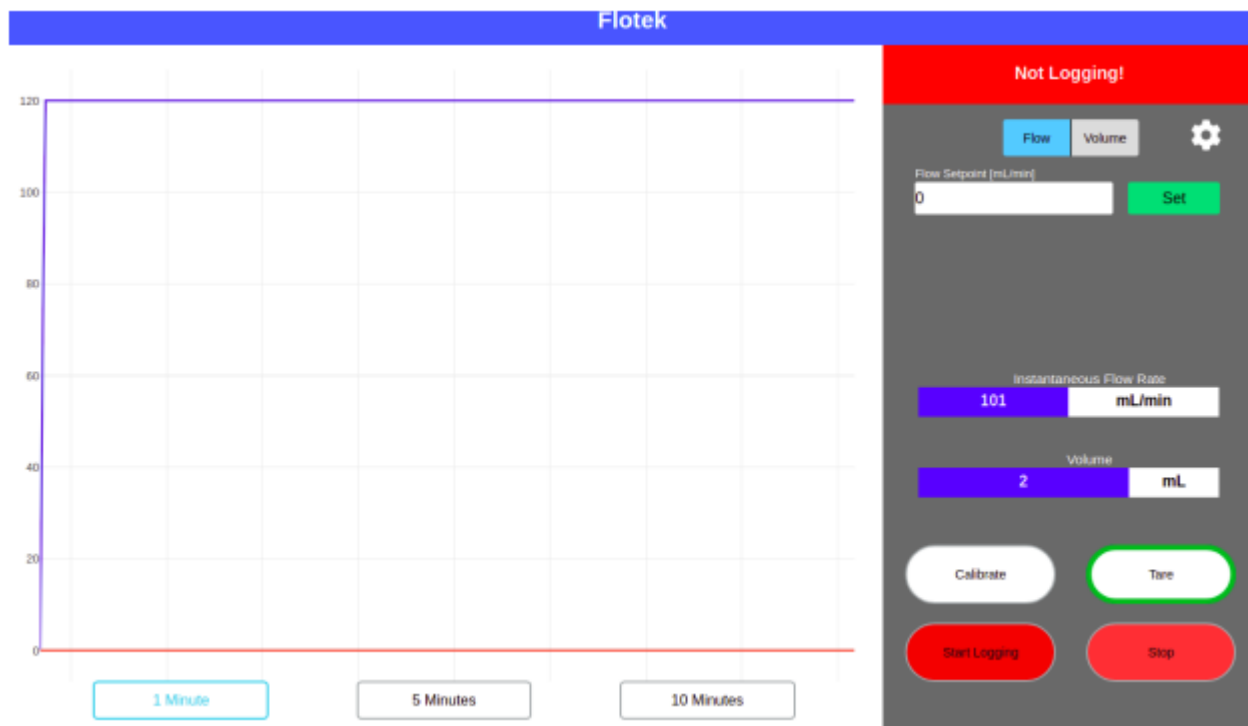 Flotek
Not Logging!
Flow Volume
Flow Setpoint [mL/min]
0 Set
120
100
80
60
40
20
0
Instantaneous Flow Rate
101 mL/min
Volume
2 mL
Calibrate Tare
Start Logging Stop
1 Minute 5 Minutes 10 Minutes